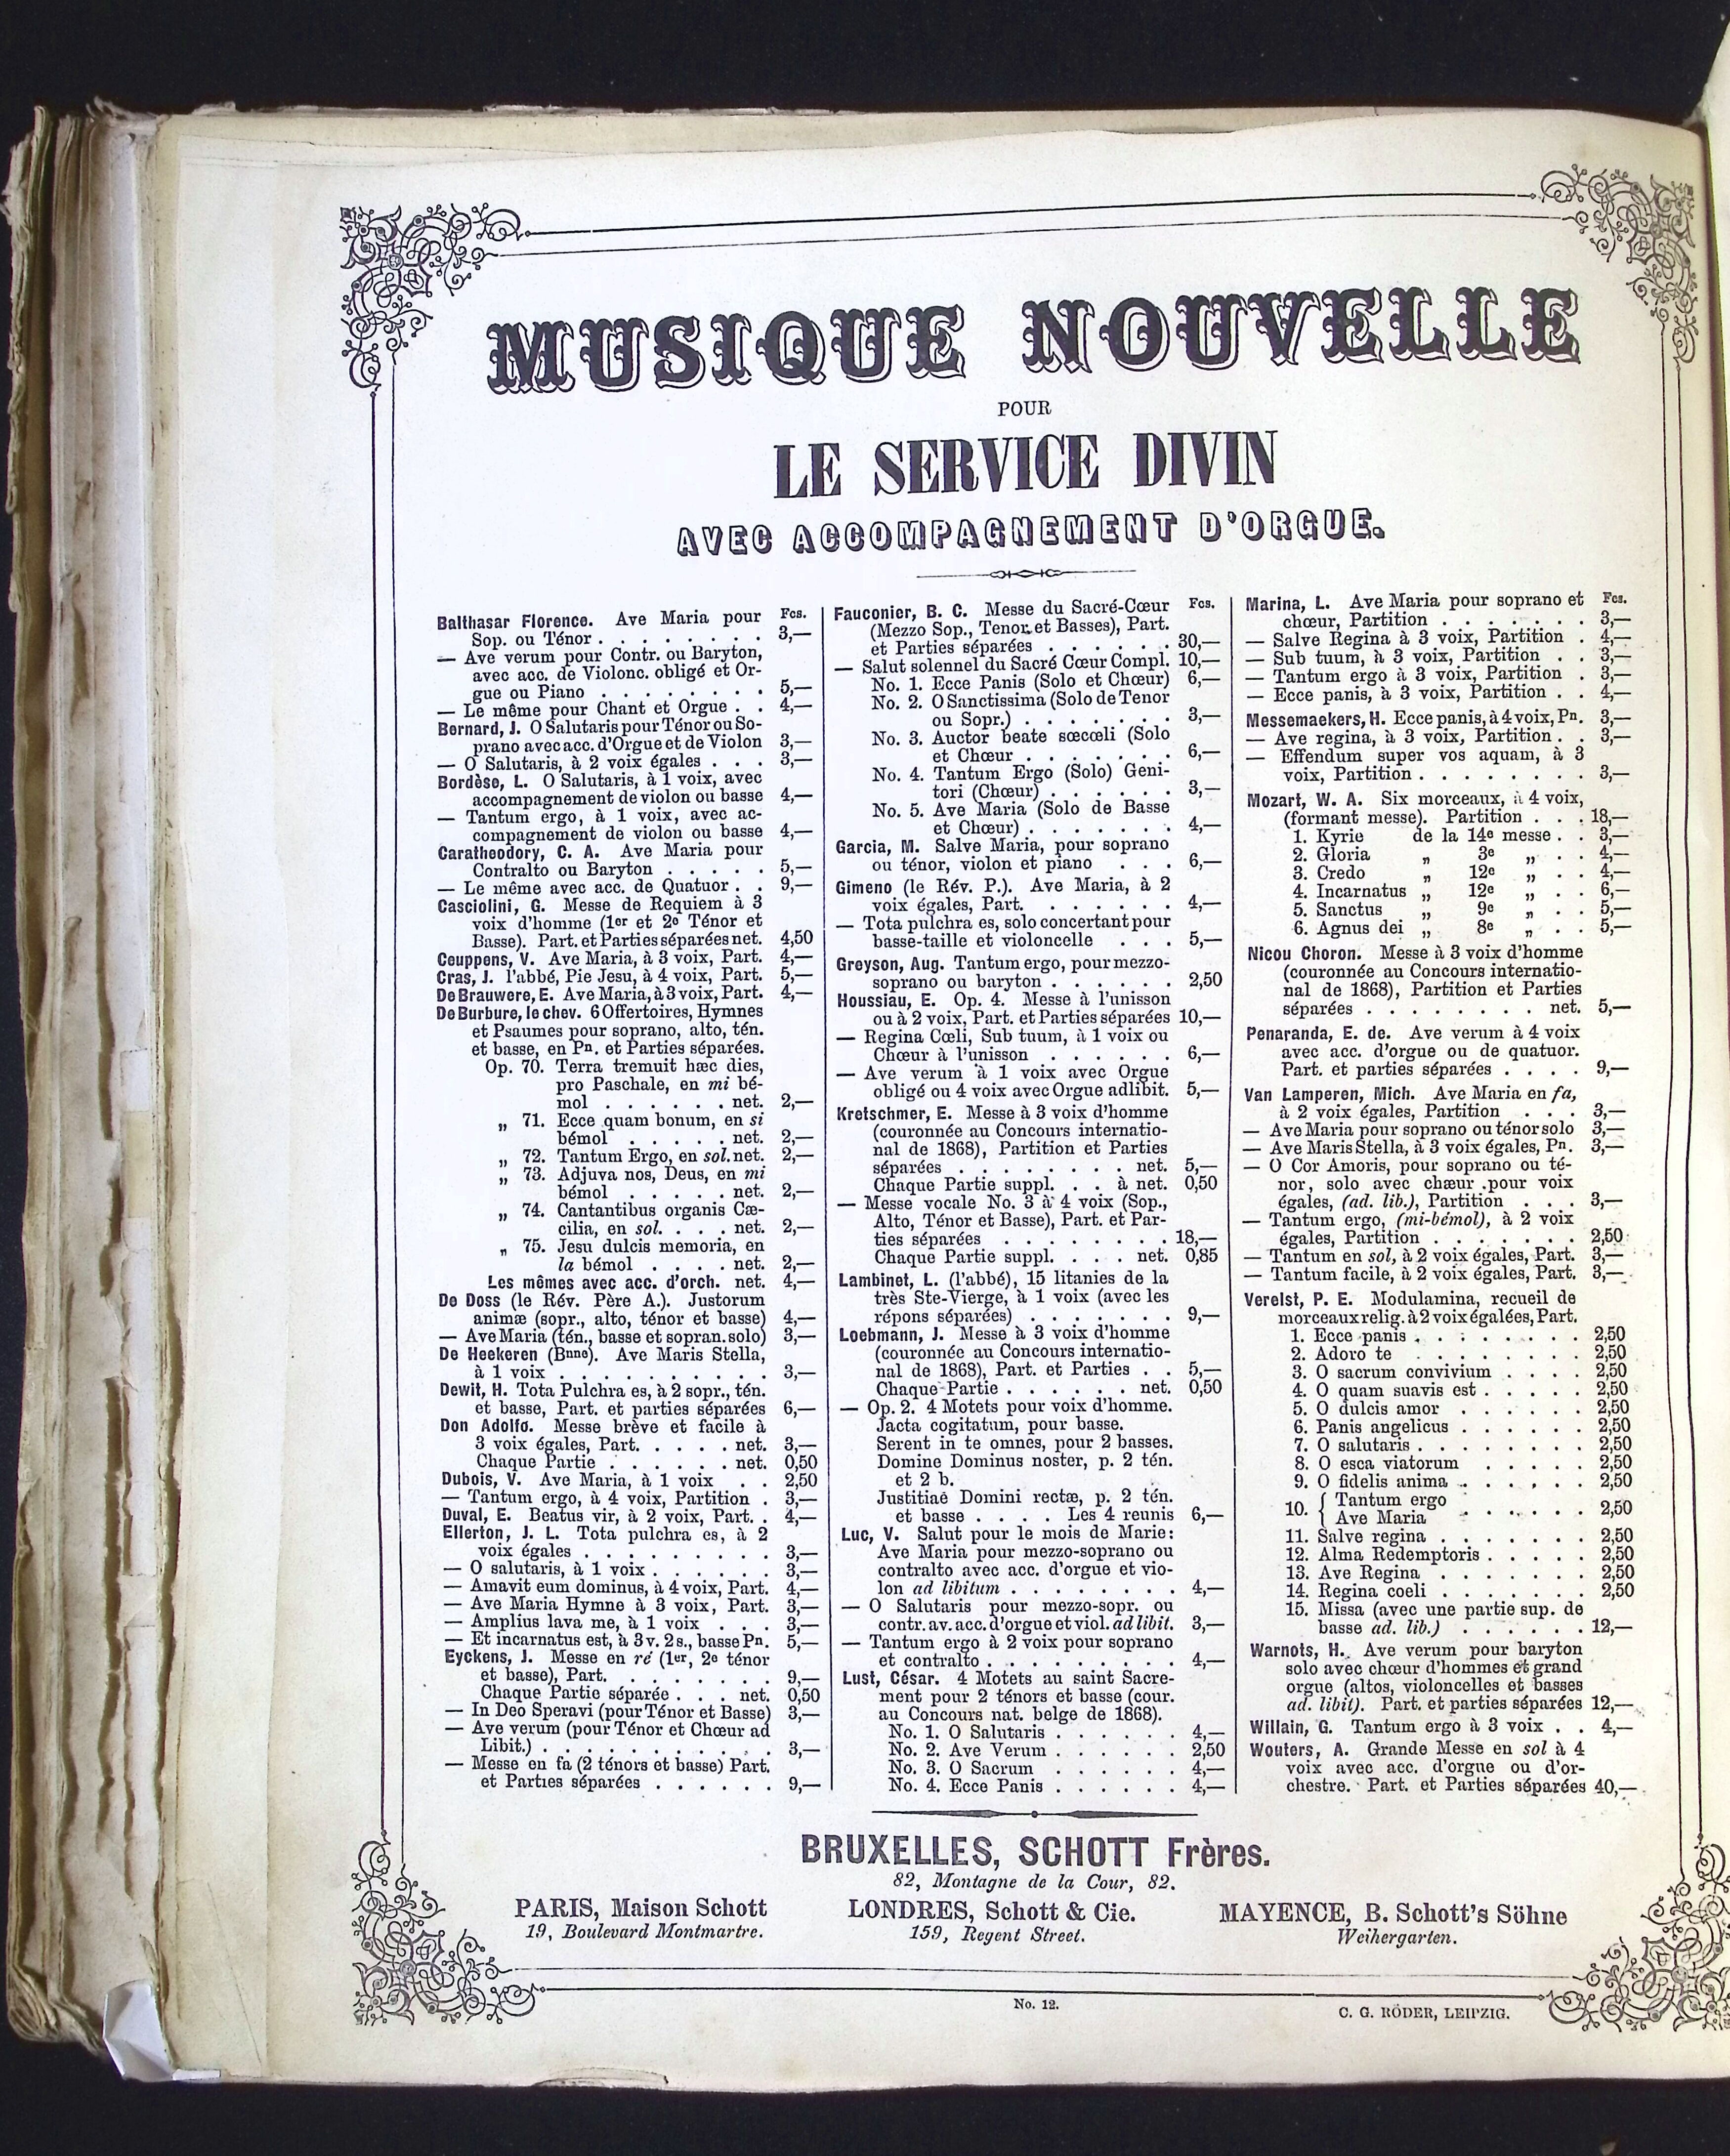 MUSIQUE NOUVELLE
POUR
LE SERVICE DIVIN
AVEC ACCOMPAGNEMENT D'ORGUE.
Fcs.
Balthasar Florence. Ave Maria pour
Sop. ou Ténor . . . . . . . . 3,—
— Ave verum pour Contr. ou Baryton,
avec acc. de Violonc. obligé et Or-
gue ou Piano . . . . . . . . 5,—
— Le même pour Chant et Orgue . . 4,—
Bernard, J. O Salutaris pour Ténor ou So-
prano avec acc. d'Orgue et de Violon 3,—
— O Salutaris, à 2 voix égales . . . 3,—
Bordèse, L. O Salutaris, à 1 voix, avec
accompagnement de violon ou basse 4,—
— Tantum ergo, à 1 voix, avec ac-
compagnement de violon ou basse 4,—
Caratheodory, C. A. Ave Maria pour
Contralto ou Baryton . . . . . 5,—
— Le même avec acc. de Quatuor . . 9,—
Casciolini, G. Messe de Requiem à 3
voix d'homme (1er et 2e Ténor et
Basse). Part. et Parties séparées net. 4,50
Ceuppens, V. Ave Maria, à 3 voix, Part. 4,—
Cras, J. l'abbé, Pie Jesu, à 4 voix, Part. 5,—
De Brauwere, E. Ave Maria, à 3 voix, Part. 4,—
De Burbure, le chev. 6 Offertoires, Hymnes
et Psaumes pour soprano, alto, tén.
et basse, en Pn. et Parties séparées.
Op. 70. Terra tremuit hæc dies,
pro Paschale, en mi bé-
mol . . . . . . net. 2,—
„ 71. Ecce quam bonum, en si
bémol . . . . . net. 2,—
„ 72. Tantum Ergo, en sol. net. 2,—
„ 73. Adjuva nos, Deus, en mi
bémol . . . . . net. 2,—
„ 74. Cantantibus organis Cæ-
cilia, en sol. . . . net. 2,—
„ 75. Jesu dulcis memoria, en
la bémol . . . . net. 2,—
Les mêmes avec acc. d'orch. net. 4,—
De Doss (le Rév. Père A.). Justorum
animæ (sopr., alto, ténor et basse) 4,—
— Ave Maria (tén., basse et sopran. solo) 3,—
De Heekeren (Bnne). Ave Maris Stella,
à 1 voix . . . . . . . . . . 3,—
Dewit, H. Tota Pulchra es, à 2 sopr., tén.
et basse, Part. et parties séparées 6,—
Don Adolfo. Messe brève et facile à
3 voix égales, Part. . . . . net. 3,—
Chaque Partie . . . . . . net. 0,50
Dubois, V. Ave Maria, à 1 voix . . 2,50
— Tantum ergo, à 4 voix, Partition . 3,—
Duval, E. Beatus vir, à 2 voix, Part. . 4,—
Ellerton, J. L. Tota pulchra es, à 2
voix égales . . . . . . . . . 3,—
— O salutaris, à 1 voix . . . . . . 3,—
— Amavit eum dominus, à 4 voix, Part. 4,—
— Ave Maria Hymne à 3 voix, Part. 3,—
— Amplius lava me, à 1 voix . . . 3,—
— Et incarnatus est, à 3 v. 2 s., basse Pn. 5,—
Eyckens, J. Messe en ré (1er, 2e ténor
et basse), Part. . . . . . . . . 9,—
Chaque Partie séparée . . . net. 0,50
— In Deo Speravi (pour Ténor et Basse) 3,—
— Ave verum (pour Ténor et Chœur ad
Libit.) . . . . . . . . . . . 3,—
— Messe en fa (2 ténors et basse) Part.
et Parties séparées . . . . . . 9,—
Fcs.
Fauconier, B. C. Messe du Sacré-Cœur
(Mezzo Sop., Tenor et Basses), Part.
et Parties séparées . . . . . . 30,—
— Salut solennel du Sacré Cœur Compl. 10,—
No. 1. Ecce Panis (Solo et Chœur) 6,—
No. 2. O Sanctissima (Solo de Tenor
ou Sopr.) . . . . . . . 3,—
No. 3. Auctor beate sœcœli (Solo
et Chœur . . . . . . . 6,—
No. 4. Tantum Ergo (Solo) Geni-
tori (Chœur) . . . . . . 3,—
No. 5. Ave Maria (Solo de Basse
et Chœur) . . . . . . . 4,—
Garcia, M. Salve Maria, pour soprano
ou ténor, violon et piano . . . 6,—
Gimeno (le Rév. P.). Ave Maria, à 2
voix égales, Part. . . . . . . 4,—
— Tota pulchra es, solo concertant pour
basse-taille et violoncelle . . . 5,—
Greyson, Aug. Tantum ergo, pour mezzo-
soprano ou baryton . . . . . . 2,50
Houssiau, E. Op. 4. Messe à l'unisson
ou à 2 voix, Part. et Parties séparées 10,—
— Regina Cœli, Sub tuum, à 1 voix ou
Chœur à l'unisson . . . . . . 6,—
— Ave verum à 1 voix avec Orgue
obligé ou 4 voix avec Orgue adlibit. 5,—
Kretschmer, E. Messe à 3 voix d'homme
(couronnée au Concours internatio-
nal de 1868), Partition et Parties
séparées . . . . . . . . net. 5,—
Chaque Partie suppl. . . à net. 0,50
— Messe vocale No. 3 à 4 voix (Sop.,
Alto, Ténor et Basse), Part. et Par-
ties séparées . . . . . . . . 18,—
Chaque Partie suppl. . . . net. 0,85
Lambinet, L. (l'abbé), 15 litanies de la
très Ste-Vierge, à 1 voix (avec les
répons séparées) . . . . . . . 9,—
Loebmann, J. Messe à 3 voix d'homme
(couronnée au Concours internatio-
nal de 1868), Part. et Parties . . 5,—
Chaque Partie . . . . . . net. 0,50
— Op. 2. 4 Motets pour voix d'homme.
Jacta cogitatum, pour basse.
Serent in te omnes, pour 2 basses.
Domine Dominus noster, p. 2 tén.
et 2 b.
Justitiae Domini rectæ, p. 2 tén.
et basse . . . . Les 4 reunis 6,—
Luc, V. Salut pour le mois de Marie:
Ave Maria pour mezzo-soprano ou
contralto avec acc. d'orgue et vio-
lon ad libitum . . . . . . . . 4,—
— O Salutaris pour mezzo-sopr. ou
contr. av. acc. d'orgue et viol. ad libit. 3,—
— Tantum ergo à 2 voix pour soprano
et contralto . . . . . . . . . 4,—
Lust, César. 4 Motets au saint Sacre-
ment pour 2 ténors et basse (cour.
au Concours nat. belge de 1868).
No. 1. O Salutaris . . . . . . 4,—
No. 2. Ave Verum . . . . . . 2,50
No. 3. O Sacrum . . . . . . 4,—
No. 4. Ecce Panis . . . . . . 4,—
Fcs.
Marina, L. Ave Maria pour soprano et
chœur, Partition . . . . . . . 3,—
— Salve Regina à 3 voix, Partition . 4,—
— Sub tuum, à 3 voix, Partition . . 3,—
— Tantum ergo à 3 voix, Partition . 3,—
— Ecce panis, à 3 voix, Partition . . 4,—
Messemaekers, H. Ecce panis, à 4 voix, Pn. 3,—
— Ave regina, à 3 voix, Partition . . 3,—
— Effendum super vos aquam, à 3
voix, Partition . . . . . . . . 3,—
Mozart, W. A. Six morceaux, à 4 voix,
(formant messe). Partition . . . 18,—
1. Kyrie de la 14e messe . . 3,—
2. Gloria „ 3e „ . . 4,—
3. Credo „ 12e „ . . 4,—
4. Incarnatus „ 12e „ . . 6,—
5. Sanctus „ 9e „ . . 5,—
6. Agnus dei „ 8e „ . . 5,—
Nicou Choron. Messe à 3 voix d'homme
(couronnée au Concours internatio-
nal de 1868), Partition et Parties
séparées . . . . . . . . net. 5,—
Penaranda, E. de. Ave verum à 4 voix
avec acc. d'orgue ou de quatuor.
Part. et parties séparées . . . . 9,—
Van Lamperen, Mich. Ave Maria en fa,
à 2 voix égales, Partition . . . 3,—
— Ave Maria pour soprano ou ténor solo 3,—
— Ave Maris Stella, à 3 voix égales, Pn. 3,—
— O Cor Amoris, pour soprano ou té-
nor, solo avec chæur pour voix
égales, (ad. lib.), Partition . . . 3,—
— Tantum ergo, (mi-bémol), à 2 voix
égales, Partition . . . . . . . 2,50
— Tantum en sol, à 2 voix égales, Part. 3,—
— Tantum facile, à 2 voix égales, Part. 3,—
Verelst, P. E. Modulamina, recueil de
morceaux relig. à 2 voix égalées, Part.
1. Ecce panis . . . . . . . . 2,50
2. Adoro te . . . . . . . . 2,50
3. O sacrum convivium . . . . 2,50
4. O quam suavis est . . . . . 2,50
5. O dulcis amor . . . . . . 2,50
6. Panis angelicus . . . . . . 2,50
7. O salutaris . . . . . . . . 2,50
8. O esca viatorum . . . . . 2,50
9. O fidelis anima . . . . . . 2,50
10. { Tantum ergo
Ave Maria . . . . . . 2,50
11. Salve regina . . . . . . . 2,50
12. Alma Redemptoris . . . . . 2,50
13. Ave Regina . . . . . . . 2,50
14. Regina coeli . . . . . . . 2,50
15. Missa (avec une partie sup. de
basse ad. lib.) . . . . . . 12,—
Warnots, H. Ave verum pour baryton
solo avec chœur d'hommes et grand
orgue (altos, violoncelles et basses
ad. libit). Part. et parties séparées 12,—
Willain, G. Tantum ergo à 3 voix . . 4,—
Wouters, A. Grande Messe en sol à 4
voix avec acc. d'orgue ou d'or-
chestre. Part. et Parties séparées 40,—
BRUXELLES, SCHOTT Frères.
82, Montagne de la Cour, 82.
PARIS, Maison Schott
19, Boulevard Montmartre.
LONDRES, Schott & Cie.
159, Regent Street.
MAYENCE, B. Schott's Söhne
Weihergarten.
No. 12.
C. G. RÖDER, LEIPZIG.